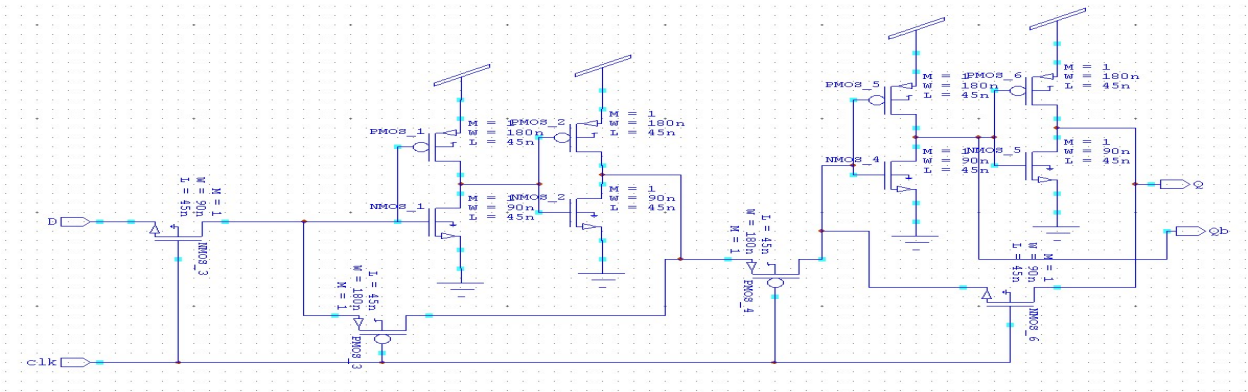 PMOS_5
M = 1
W = 180n
L = 45n
PMOS_6
M = 1
W = 180n
L = 45n
PMOS_1
M = 1
W = 180n
L = 45n
PMOS_2
M = 1
W = 180n
L = 45n
NMOS_4
M = 1
W = 90n
L = 45n
NMOS_5
M = 1
W = 90n
L = 45n
NMOS_1
M = 1
W = 90n
L = 45n
NMOS_2
M = 1
W = 90n
L = 45n
Q
Qb
D
M = 1
W = 90n
L = 45n
NMOS_3
L = 45n
W = 180n
M = 1
PMOS_4
M = 1
W = 90n
L = 45n
NMOS_6
L = 45n
W = 180n
M = 1
PMOS_3
clk